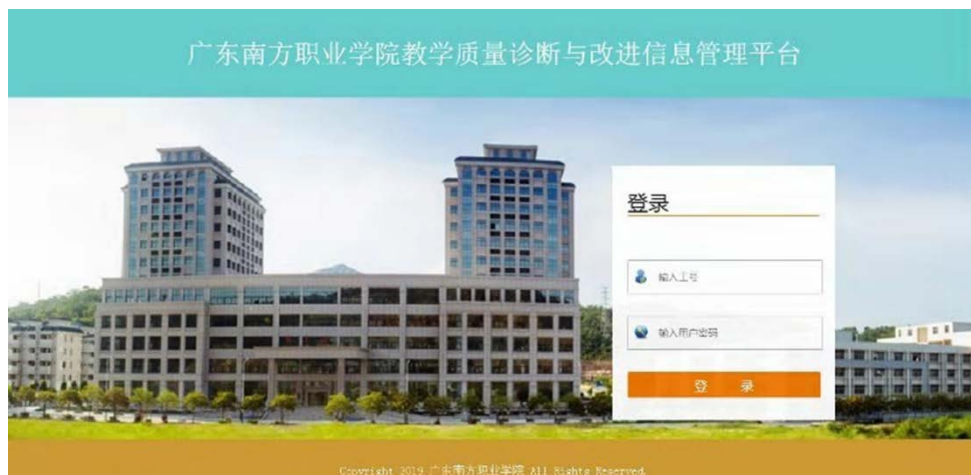 广东南方职业学院教学质量诊断与改进信息管理平台
登录
输入工号
输入用户密码
登 录
Copyright 2019 广东南方职业学院 All Rights Reserved.